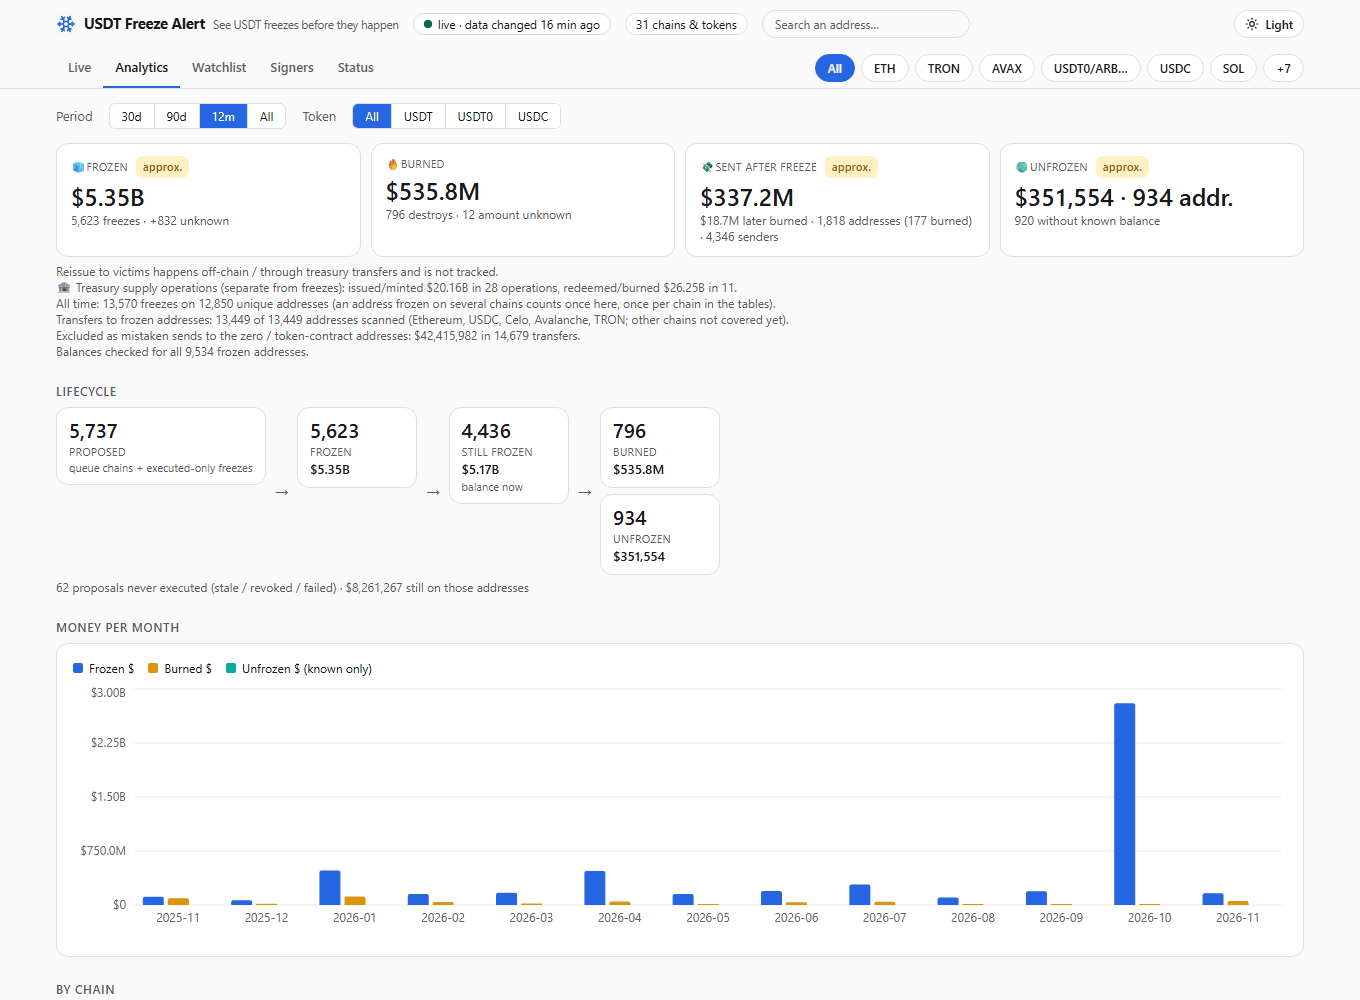 USDT Freeze Alert See USDT freezes before they happen live · data changed 16 min ago 31 chains & tokens Search an address... Light
Live Analytics Watchlist Signers Status All ETH TRON AVAX USDT0/ARB... USDC SOL +7
Period 30d 90d 12m All Token All USDT USDT0 USDC
FROZEN approx.
$5.35B
5,623 freezes · +832 unknown
BURNED
$535.8M
796 destroys · 12 amount unknown
SENT AFTER FREEZE approx.
$337.2M
$18.7M later burned · 1,818 addresses (177 burned)
· 4,346 senders
UNFROZEN approx.
$351,554 · 934 addr.
920 without known balance
Reissue to victims happens off-chain / through treasury transfers and is not tracked.
Treasury supply operations (separate from freezes): issued/minted $20.16B in 28 operations, redeemed/burned $26.25B in 11.
All time: 13,570 freezes on 12,850 unique addresses (an address frozen on several chains counts once here, once per chain in the tables).
Transfers to frozen addresses: 13,449 of 13,449 addresses scanned (Ethereum, USDC, Celo, Avalanche, TRON; other chains not covered yet).
Excluded as mistaken sends to the zero / token-contract addresses: $42,415,982 in 14,679 transfers.
Balances checked for all 9,534 frozen addresses.
LIFECYCLE
5,737
PROPOSED
queue chains + executed-only freezes
→
5,623
FROZEN
$5.35B
→
4,436
STILL FROZEN
$5.17B
balance now
→
796
BURNED
$535.8M
934
UNFROZEN
$351,554
62 proposals never executed (stale / revoked / failed) · $8,261,267 still on those addresses
MONEY PER MONTH
Frozen $ Burned $ Unfrozen $ (known only)
$3.00B
$2.25B
$1.50B
$750.0M
$0
2025-11 2025-12 2026-01 2026-02 2026-03 2026-04 2026-05 2026-06 2026-07 2026-08 2026-09 2026-10 2026-11
BY CHAIN